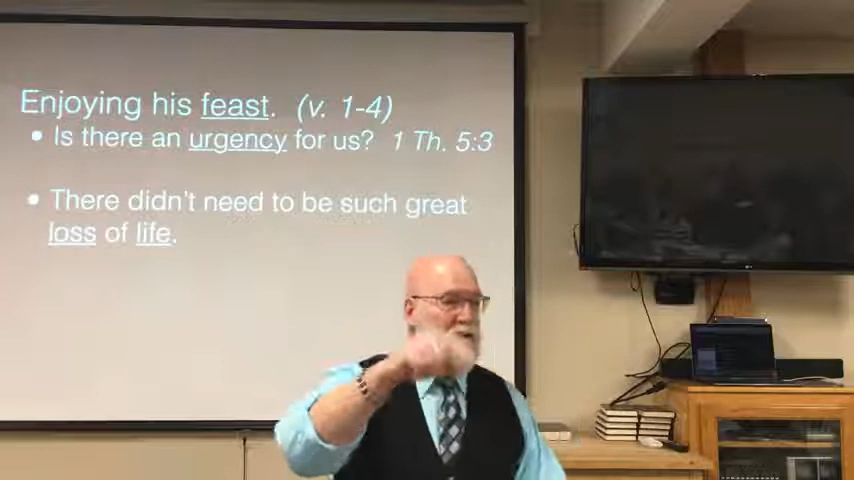 Enjoying his feast. (v. 1-4)
• Is there an urgency for us? 1 Th. 5:3
• There didn't need to be such great
loss of life.